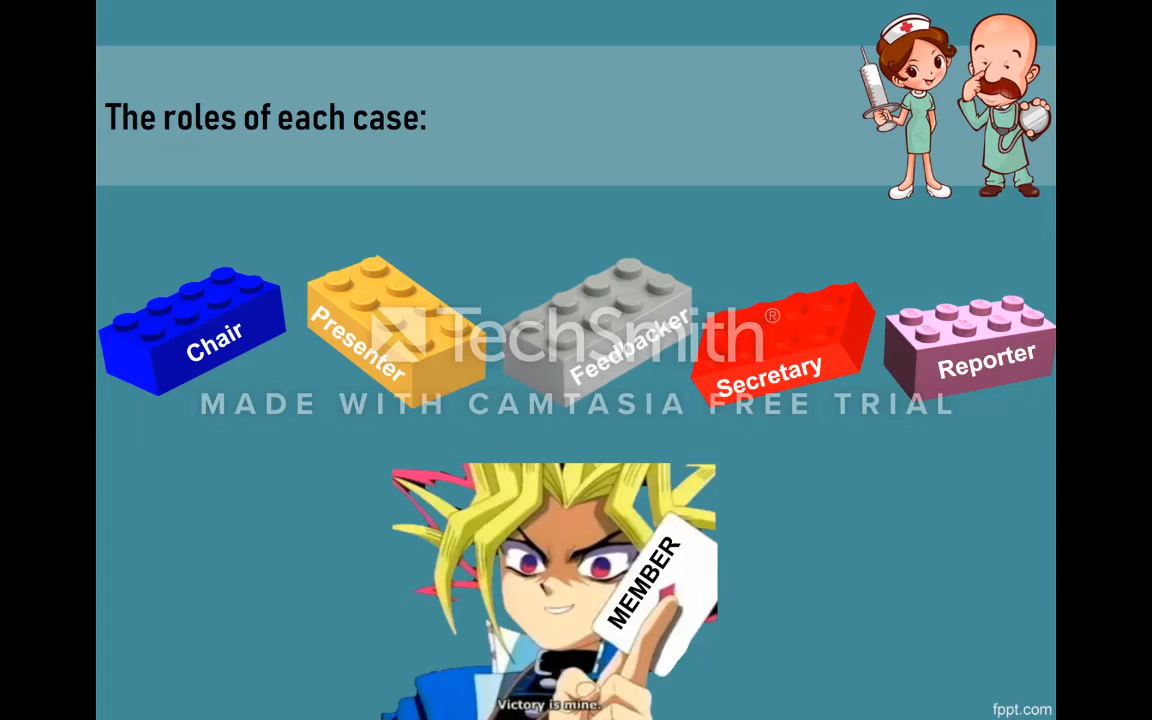 The roles of each case:
Chair
Presenter
Feedbacker
Secretary
Reporter
TechSmith®
MADE WITH CAMTASIA FREE TRIAL
MEMBER
Victory is mine.
fppt.com